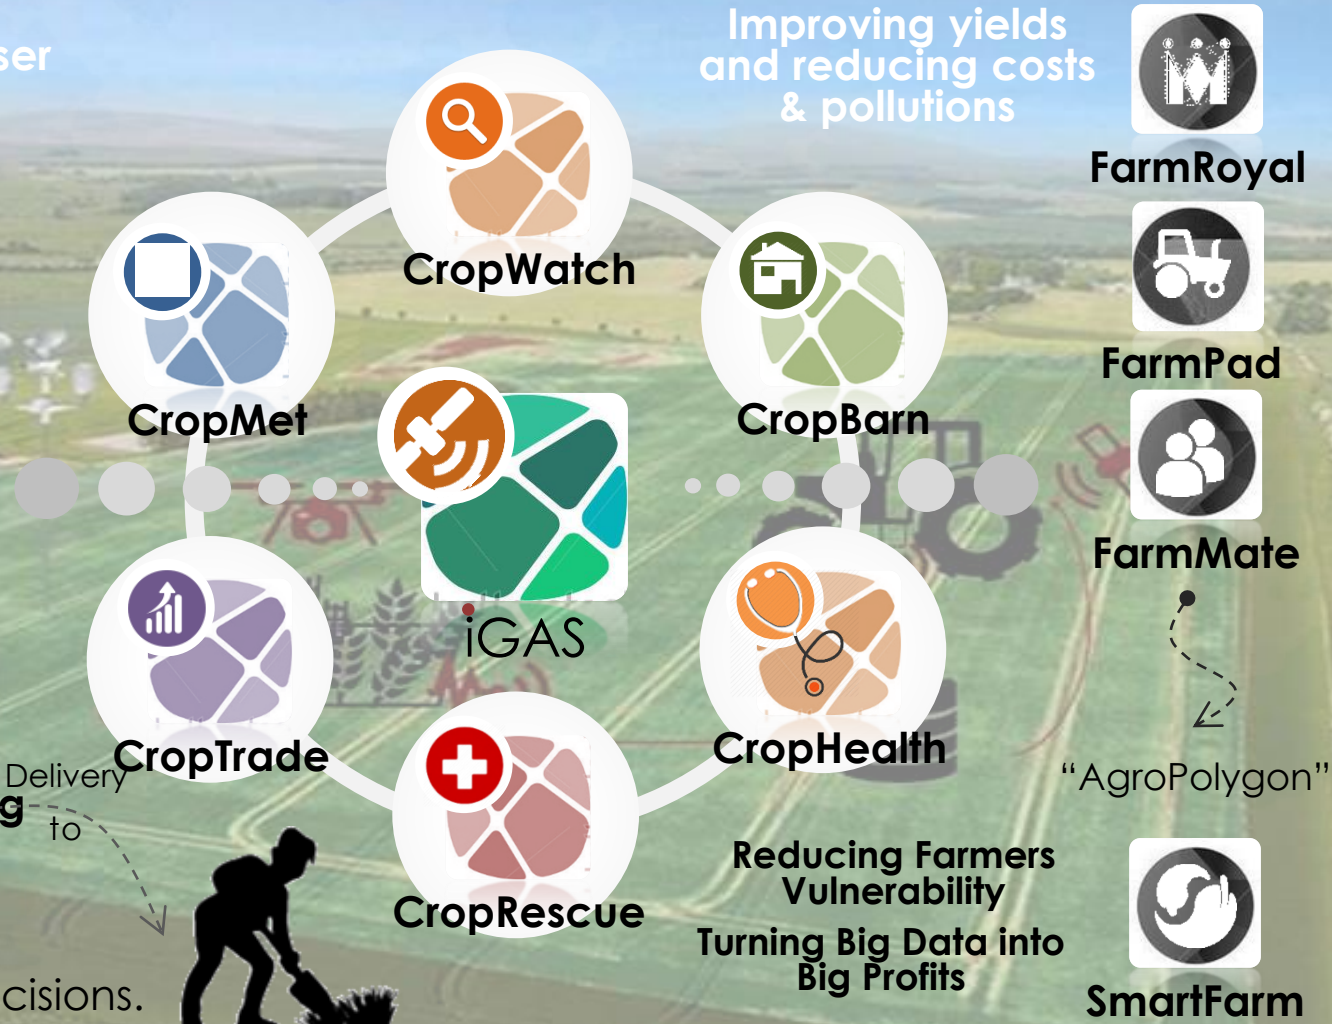 ser
Improving yields
and reducing costs
& pollutions
FarmRoyal
CropWatch
FarmPad
CropMet
CropBarn
FarmMate
iGAS
CropTrade
CropHealth
Delivery
g
to
“AgroPolygon”
Reducing Farmers
Vulnerability
CropRescue
Turning Big Data into
Big Profits
cisions.
SmartFarm